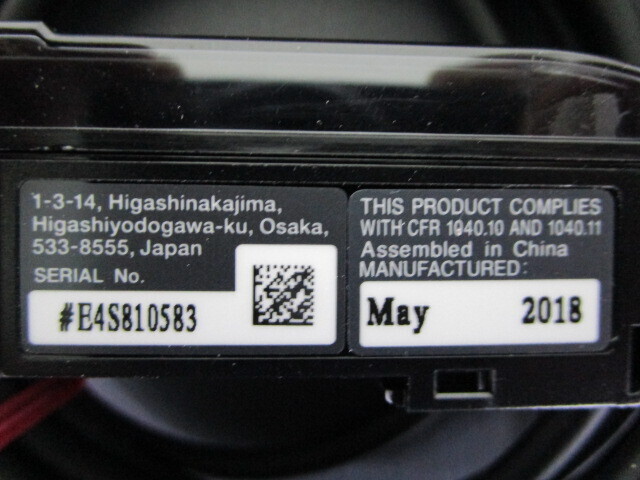 1-3-14, Higashinakajima,
Higashiyodogawa-ku, Osaka,
533-8555, Japan
SERIAL No.
#E4S810583
THIS PRODUCT COMPLIES
WITH CFR 1040.10 AND 1040.11
Assembled in China
MANUFACTURED:
May 2018